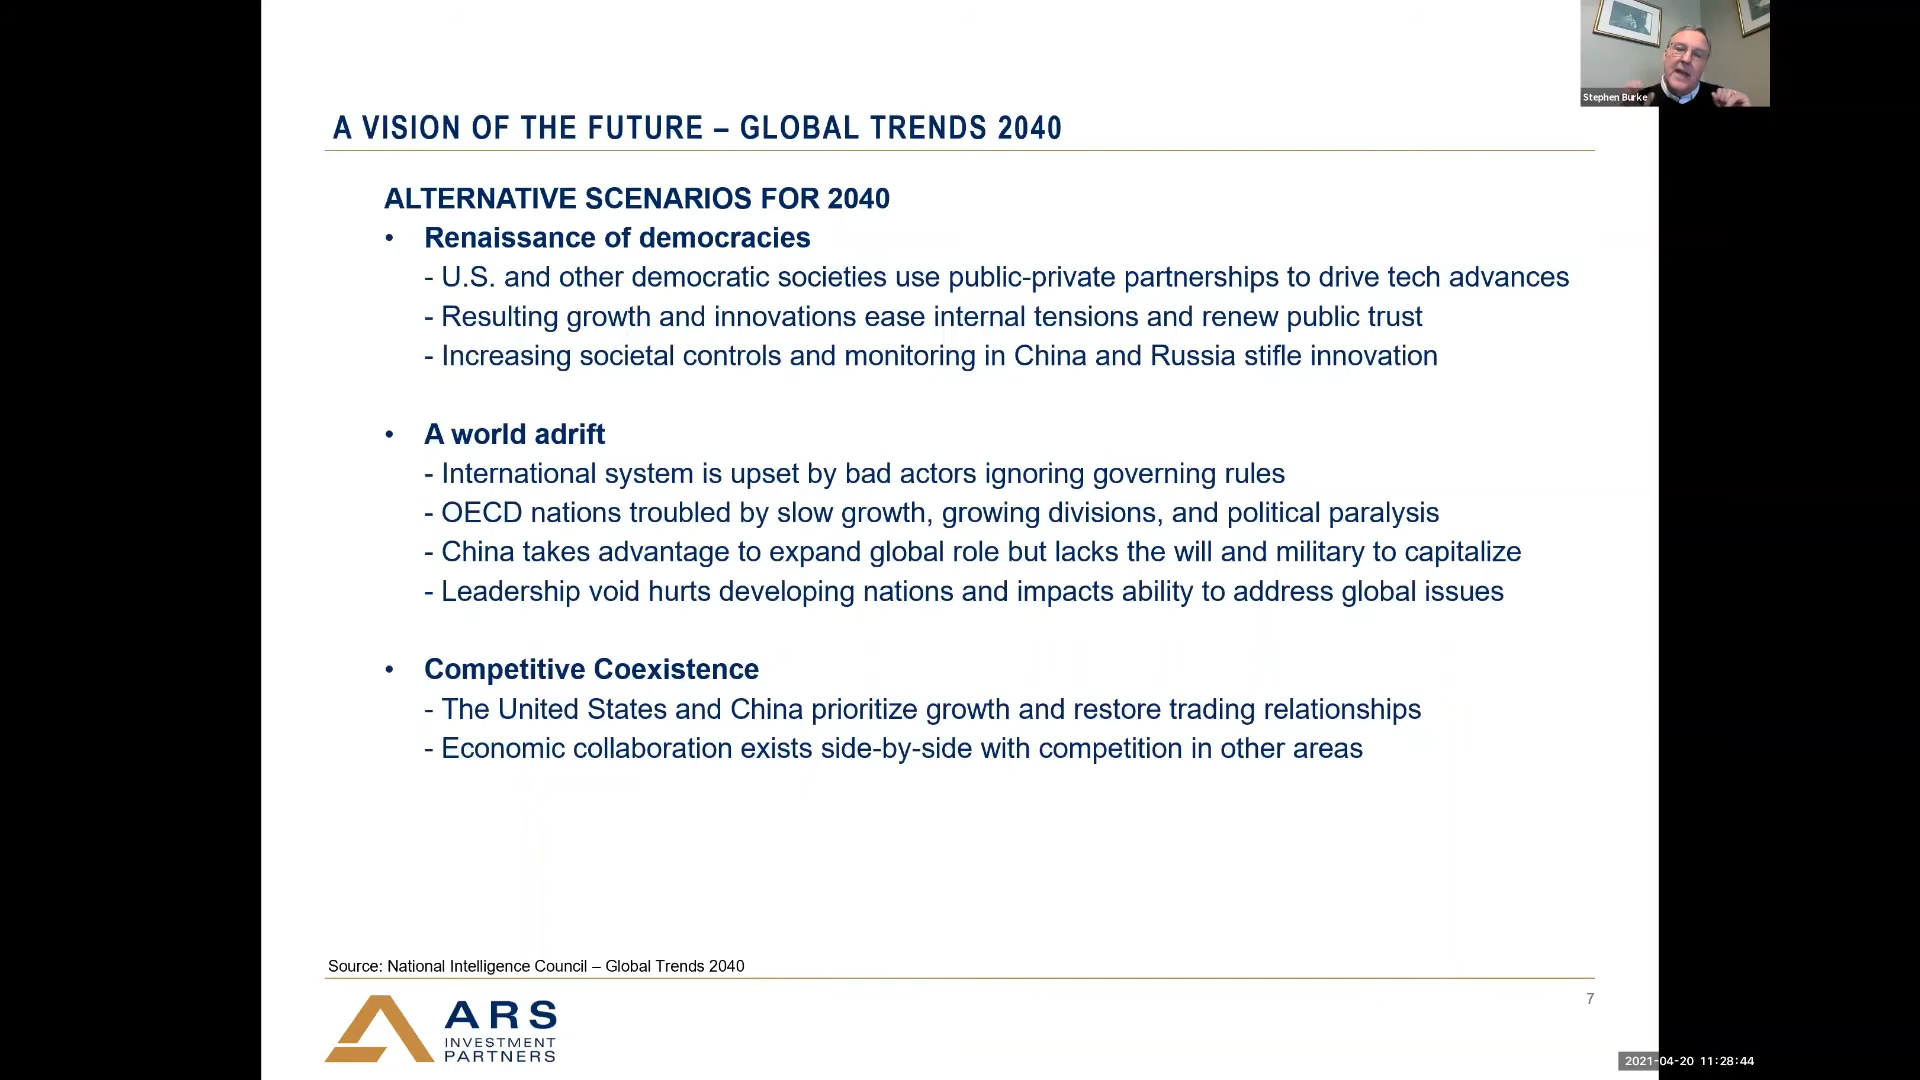 Stephen Burke
A VISION OF THE FUTURE – GLOBAL TRENDS 2040
ALTERNATIVE SCENARIOS FOR 2040
• Renaissance of democracies
- U.S. and other democratic societies use public-private partnerships to drive tech advances
- Resulting growth and innovations ease internal tensions and renew public trust
- Increasing societal controls and monitoring in China and Russia stifle innovation
• A world adrift
- International system is upset by bad actors ignoring governing rules
- OECD nations troubled by slow growth, growing divisions, and political paralysis
- China takes advantage to expand global role but lacks the will and military to capitalize
- Leadership void hurts developing nations and impacts ability to address global issues
• Competitive Coexistence
- The United States and China prioritize growth and restore trading relationships
- Economic collaboration exists side-by-side with competition in other areas
Source: National Intelligence Council – Global Trends 2040
7
ARS
INVESTMENT
PARTNERS
2021-04-20 11:28:44